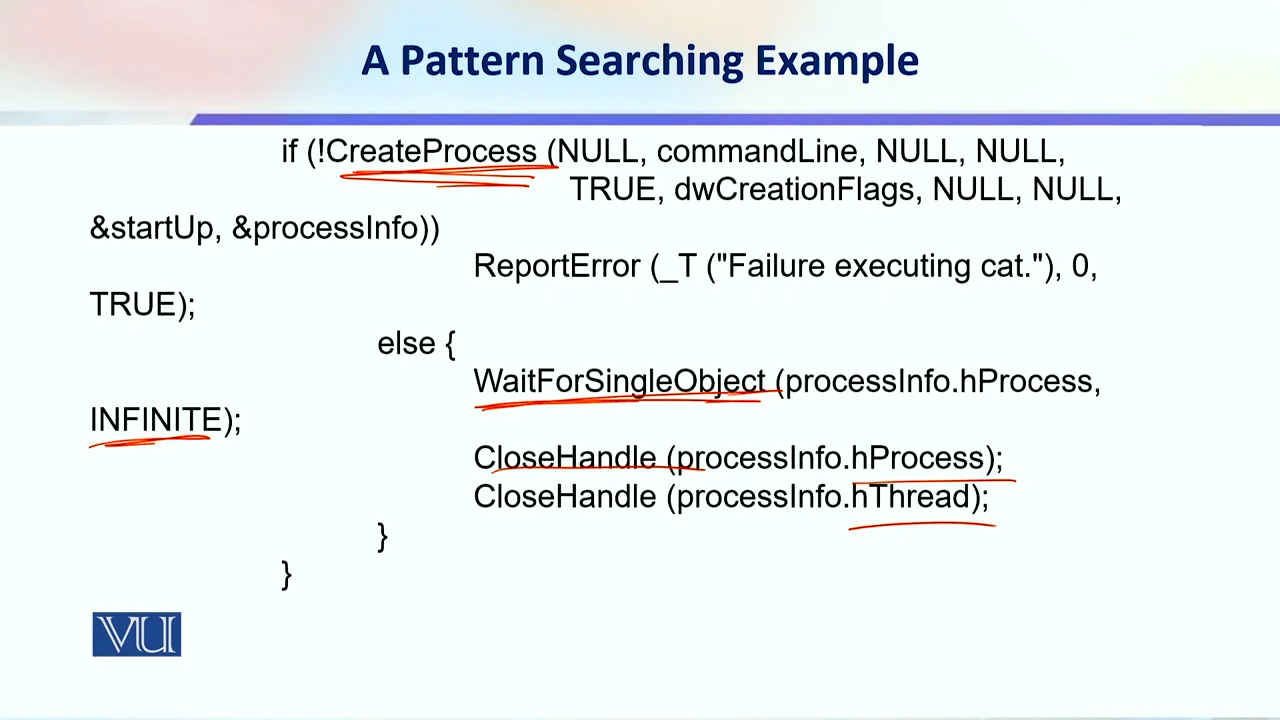 A Pattern Searching Example
if (!CreateProcess (NULL, commandLine, NULL, NULL,
TRUE, dwCreationFlags, NULL, NULL,
&startUp, &processInfo))
ReportError (_T ("Failure executing cat."), 0,
TRUE);
else {
WaitForSingleObject (processInfo.hProcess,
INFINITE);
CloseHandle (processInfo.hProcess);
CloseHandle (processInfo.hThread);
}
}
VU